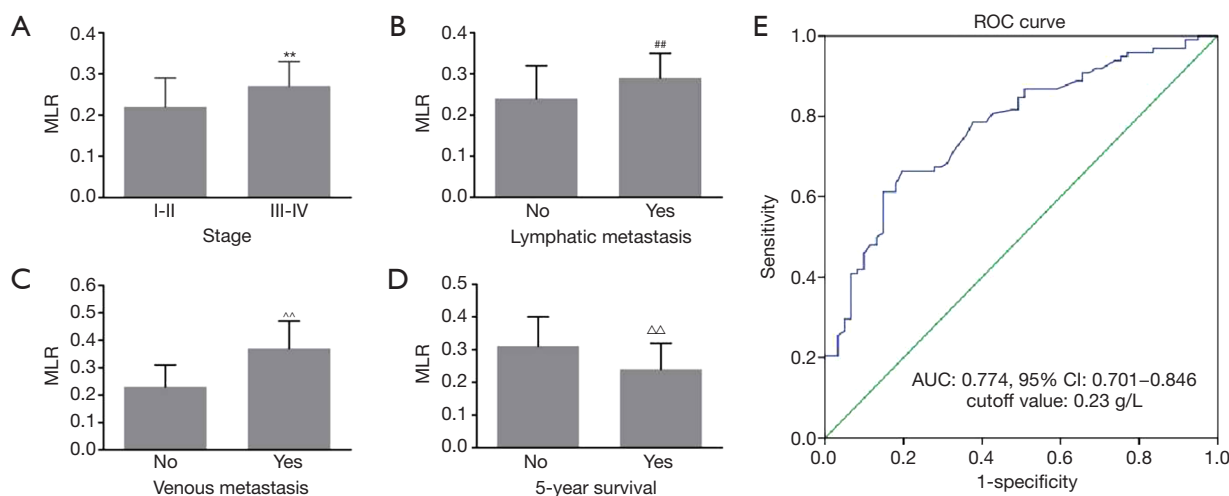 A
0.4
0.3
0.2
0.1
0.0
MLR
**
I-II
III-IV
Stage
B
0.4
0.3
0.2
0.1
0.0
MLR
##
No
Yes
Lymphatic metastasis
C
0.6
0.5
0.4
0.3
0.2
0.1
0.0
MLR
^^
No
Yes
Venous metastasis
D
0.5
0.4
0.3
0.2
0.1
0.0
MLR
△△
No
Yes
5-year survival
E
ROC curve
1.0
0.8
0.6
0.4
0.2
0.0
Sensitivity
AUC: 0.774, 95% CI: 0.701–0.846
cutoff value: 0.23 g/L
0.0
0.2
0.4
0.6
0.8
1.0
1-specificity